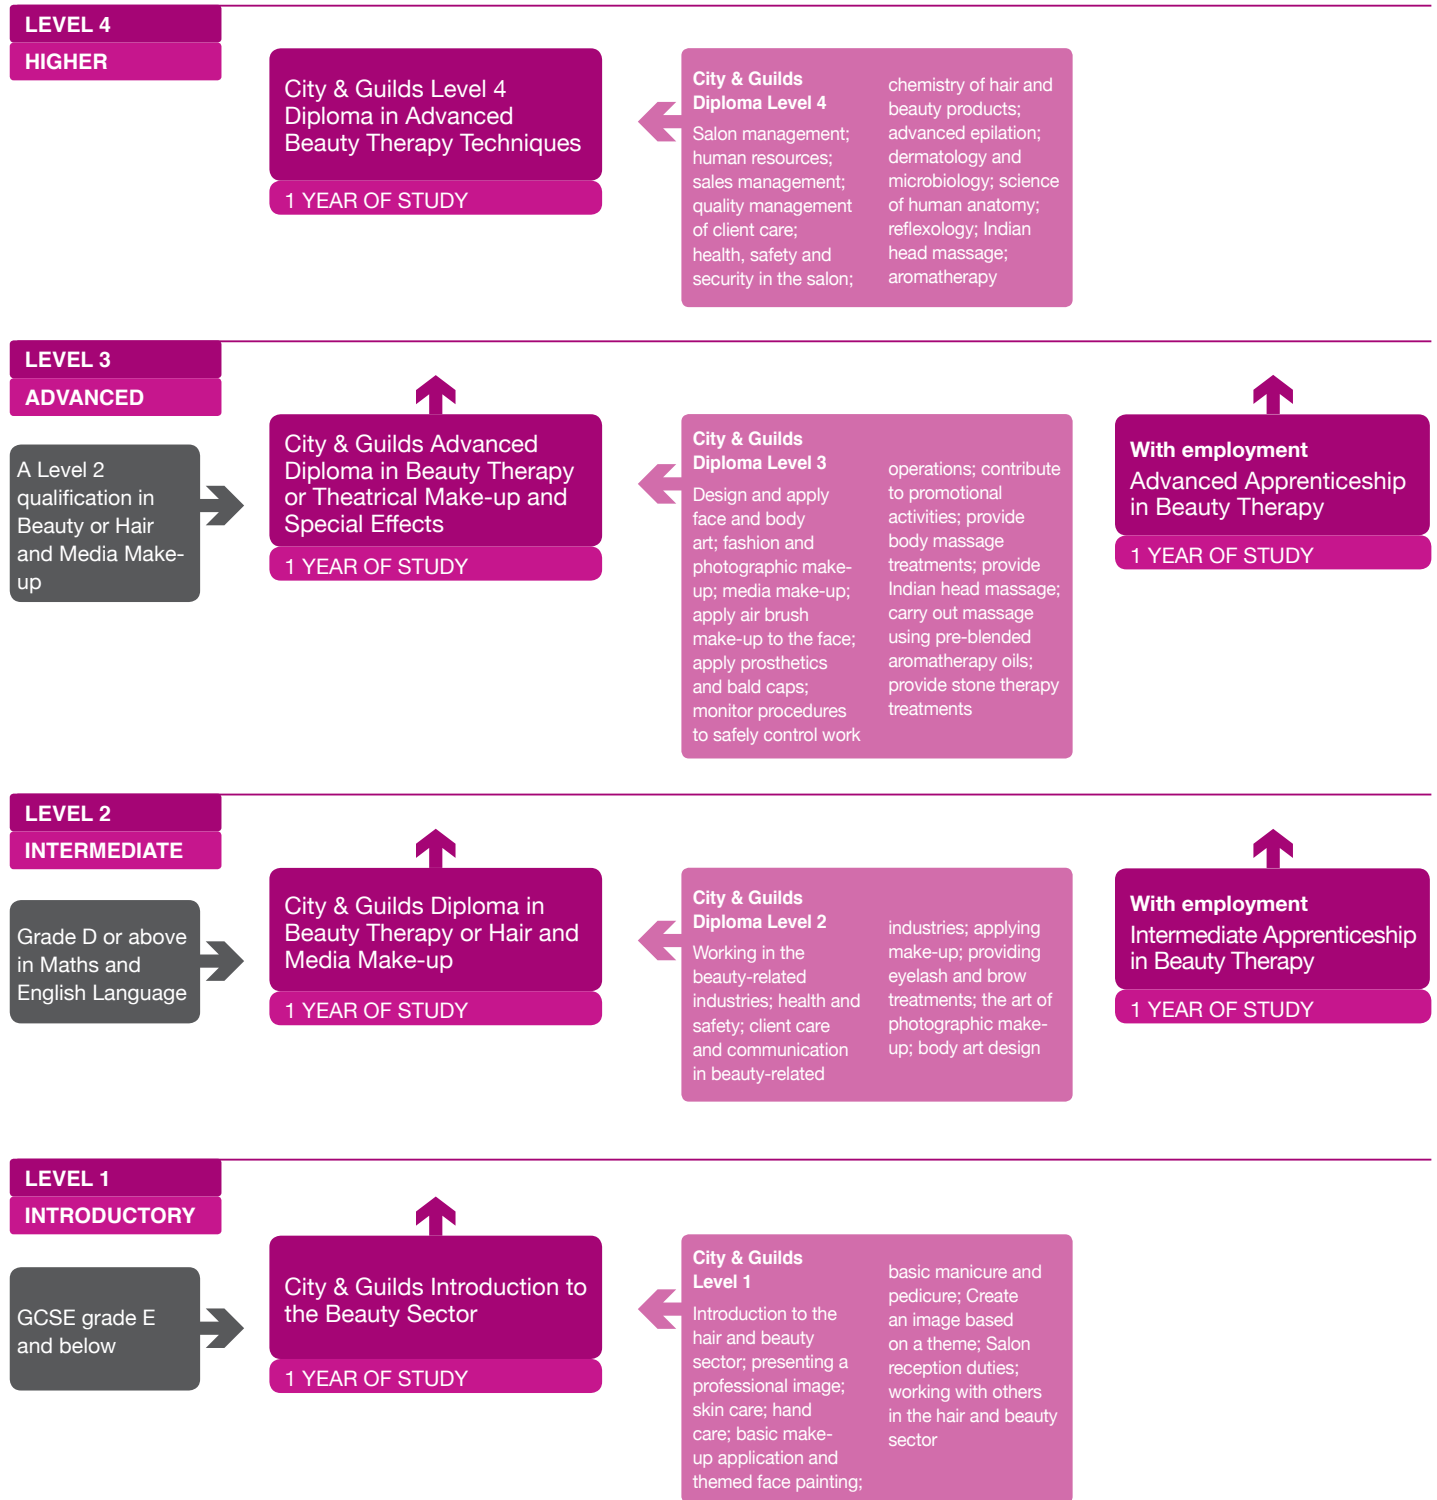 LEVEL 4
HIGHER
City & Guilds Level 4
Diploma in Advanced
Beauty Therapy Techniques
1 YEAR OF STUDY
City & Guilds
Diploma Level 4
Salon management;
human resources;
sales management;
quality management
of client care;
health, safety and
security in the salon;
chemistry of hair and
beauty products;
advanced epilation;
dermatology and
microbiology; science
of human anatomy;
reflexology; Indian
head massage;
aromatherapy
LEVEL 3
ADVANCED
A Level 2
qualification in
Beauty or Hair
and Media Make-
up
City & Guilds Advanced
Diploma in Beauty Therapy
or Theatrical Make-up and
Special Effects
1 YEAR OF STUDY
City & Guilds
Diploma Level 3
Design and apply
face and body
art; fashion and
photographic make-
up; media make-up;
apply air brush
make-up to the face;
apply prosthetics
and bald caps;
monitor procedures
to safely control work
operations; contribute
to promotional
activities; provide
body massage
treatments; provide
Indian head massage;
carry out massage
using pre-blended
aromatherapy oils;
provide stone therapy
treatments
With employment
Advanced Apprenticeship
in Beauty Therapy
1 YEAR OF STUDY
LEVEL 2
INTERMEDIATE
Grade D or above
in Maths and
English Language
City & Guilds Diploma in
Beauty Therapy or Hair and
Media Make-up
1 YEAR OF STUDY
City & Guilds
Diploma Level 2
Working in the
beauty-related
industries; health and
safety; client care
and communication
in beauty-related
industries; applying
make-up; providing
eyelash and brow
treatments; the art of
photographic make-
up; body art design
With employment
Intermediate Apprenticeship
in Beauty Therapy
1 YEAR OF STUDY
LEVEL 1
INTRODUCTORY
GCSE grade E
and below
City & Guilds Introduction to
the Beauty Sector
1 YEAR OF STUDY
City & Guilds
Level 1
Introduction to the
hair and beauty
sector; presenting a
professional image;
skin care; hand
care; basic make-
up application and
themed face painting;
basic manicure and
pedicure; Create
an image based
on a theme; Salon
reception duties;
working with others
in the hair and beauty
sector